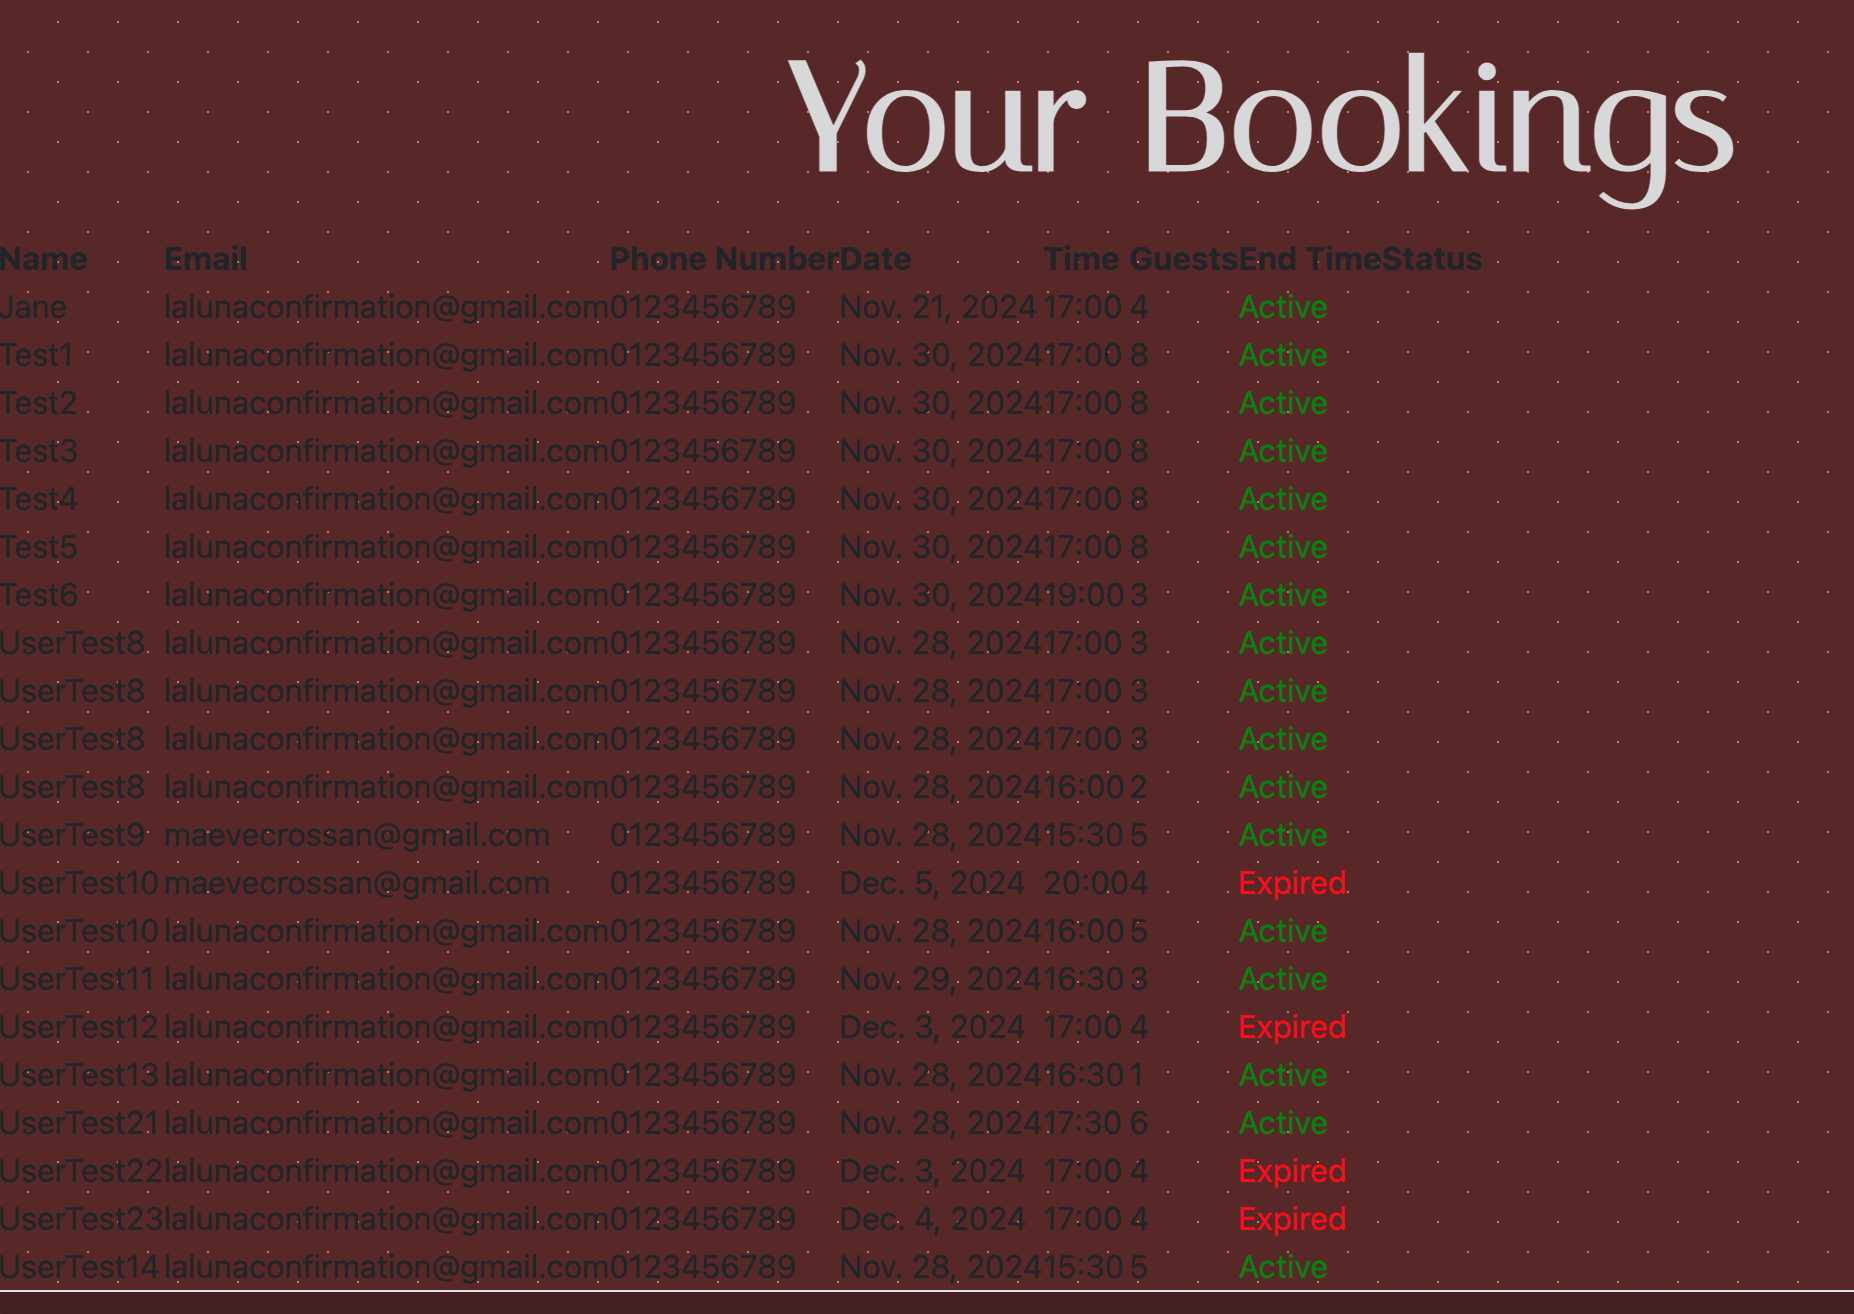 Your Bookings
Name Email Phone Number Date Time Guests End Time Status
Jane lalunaconfirmation@gmail.com 0123456789 Nov. 21, 2024 17:00 4 Active
Test1 lalunaconfirmation@gmail.com 0123456789 Nov. 30, 2024 17:00 8 Active
Test2 lalunaconfirmation@gmail.com 0123456789 Nov. 30, 2024 17:00 8 Active
Test3 lalunaconfirmation@gmail.com 0123456789 Nov. 30, 2024 17:00 8 Active
Test4 lalunaconfirmation@gmail.com 0123456789 Nov. 30, 2024 17:00 8 Active
Test5 lalunaconfirmation@gmail.com 0123456789 Nov. 30, 2024 17:00 8 Active
Test6 lalunaconfirmation@gmail.com 0123456789 Nov. 30, 2024 19:00 3 Active
UserTest8 lalunaconfirmation@gmail.com 0123456789 Nov. 28, 2024 17:00 3 Active
UserTest8 lalunaconfirmation@gmail.com 0123456789 Nov. 28, 2024 17:00 3 Active
UserTest8 lalunaconfirmation@gmail.com 0123456789 Nov. 28, 2024 17:00 3 Active
UserTest8 lalunaconfirmation@gmail.com 0123456789 Nov. 28, 2024 16:00 2 Active
UserTest9 maevecrossan@gmail.com 0123456789 Nov. 28, 2024 15:30 5 Active
UserTest10 maevecrossan@gmail.com 0123456789 Dec. 5, 2024 20:00 4 Expired
UserTest10 lalunaconfirmation@gmail.com 0123456789 Nov. 28, 2024 16:00 5 Active
UserTest11 lalunaconfirmation@gmail.com 0123456789 Nov. 29, 2024 16:30 3 Active
UserTest12 lalunaconfirmation@gmail.com 0123456789 Dec. 3, 2024 17:00 4 Expired
UserTest13 lalunaconfirmation@gmail.com 0123456789 Nov. 28, 2024 16:30 1 Active
UserTest21 lalunaconfirmation@gmail.com 0123456789 Nov. 28, 2024 17:30 6 Active
UserTest22 lalunaconfirmation@gmail.com 0123456789 Dec. 3, 2024 17:00 4 Expired
UserTest23 lalunaconfirmation@gmail.com 0123456789 Dec. 4, 2024 17:00 4 Expired
UserTest14 lalunaconfirmation@gmail.com 0123456789 Nov. 28, 2024 15:30 5 Active